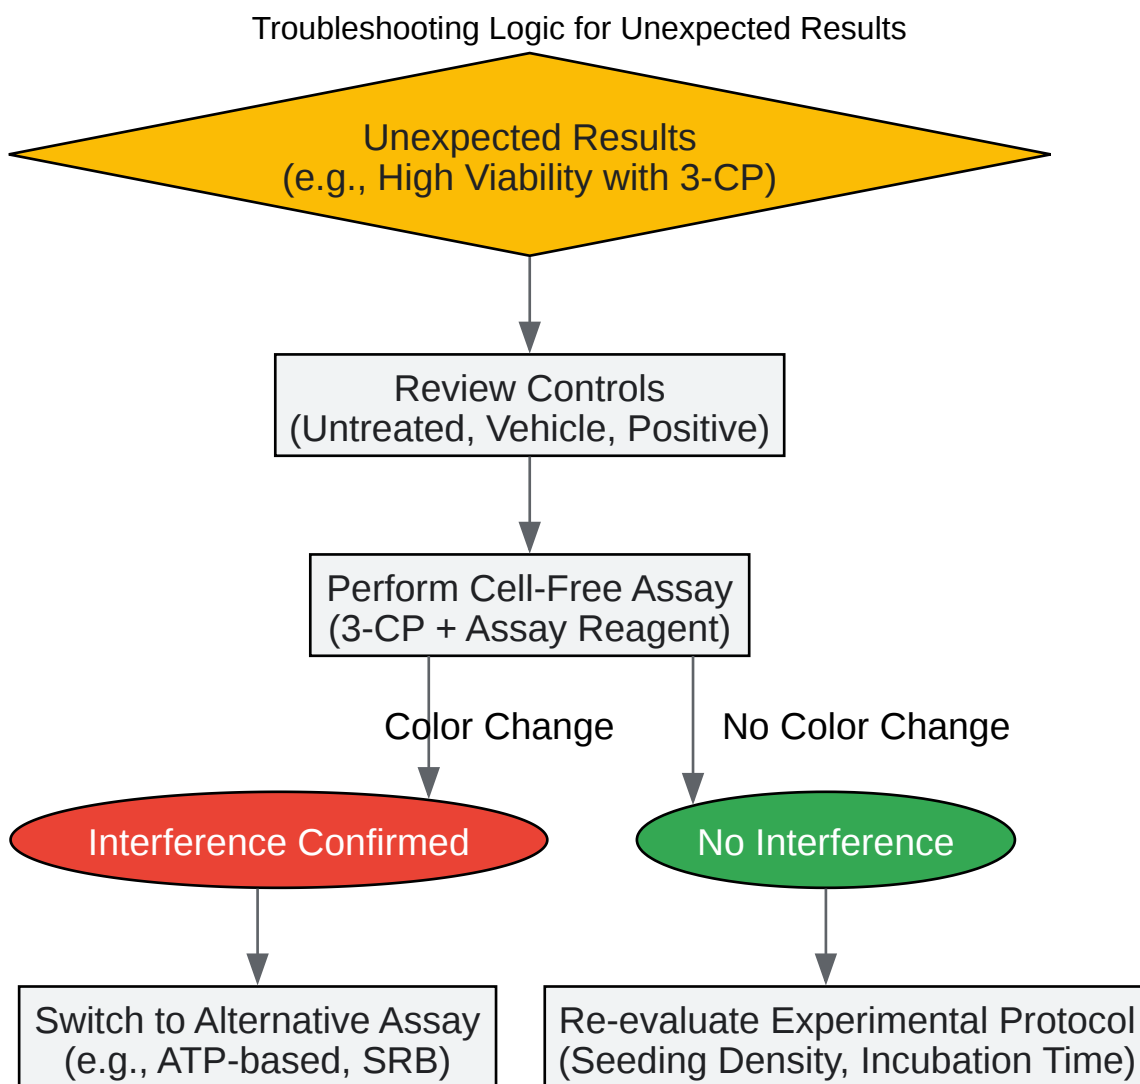 Troubleshooting Logic for Unexpected Results
Unexpected Results
(e.g., High Viability with 3-CP)
Review Controls
(Untreated, Vehicle, Positive)
Perform Cell-Free Assay
(3-CP + Assay Reagent)
Color Change
No Color Change
Interference Confirmed
No Interference
Switch to Alternative Assay
(e.g., ATP-based, SRB)
Re-evaluate Experimental Protocol
(Seeding Density, Incubation Time)